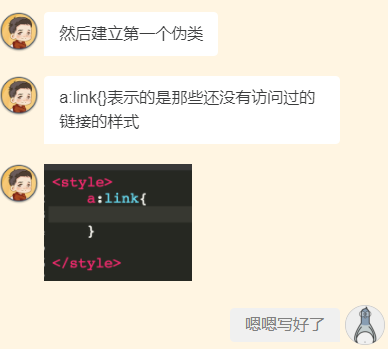 然后建立第一个伪类
a:link{}表示的是那些还没有访问过的
链接的样式
<style>
a:link{
}
</style>
嗯嗯写好了